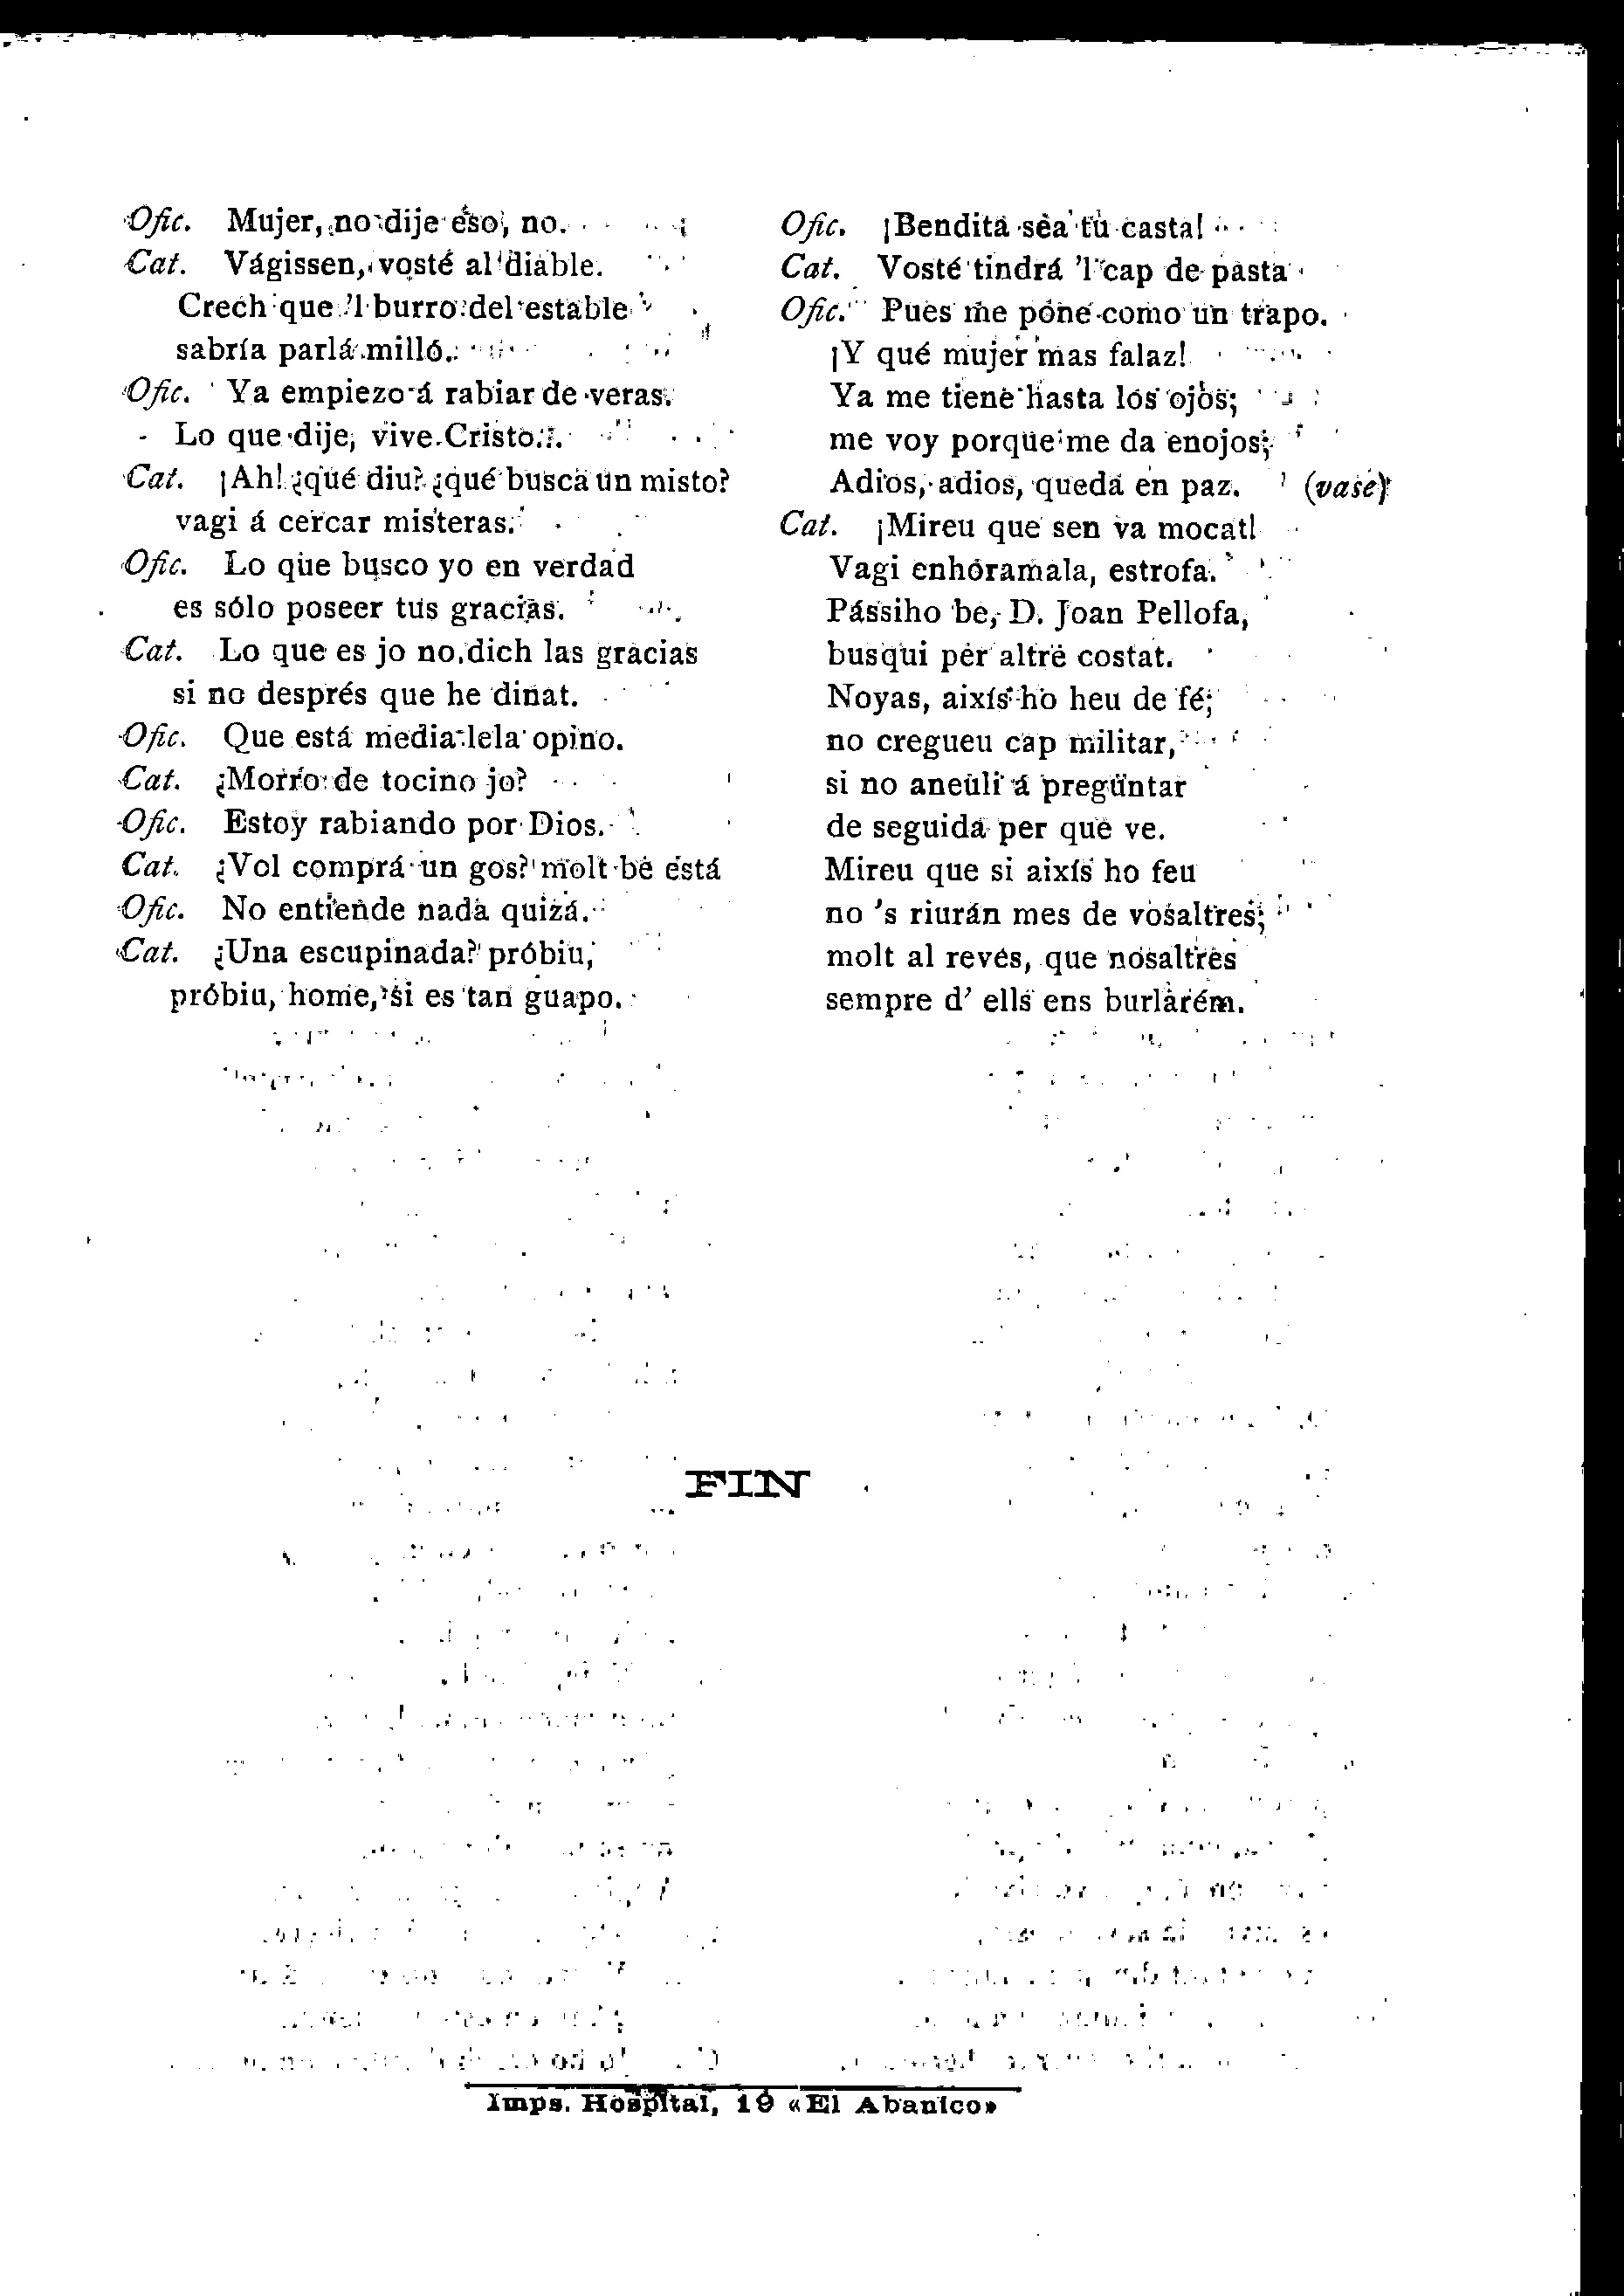 Ofic. Mujer, no dije eso, no.
Cat. Vágissen, vosté al diable.
Crech que 'l burro del estable
sabría parlá milló.
Ofic. Ya empiezo á rabiar de veras.
Lo que dije, vive Cristo...
Cat. ¡Ah! ¿qué diu? ¿qué busca un misto?
vagi á cercar misteras.
Ofic. Lo que busco yo en verdad
es sólo poseer tus gracias.
Cat. Lo que es jo no dich las gracias
si no després que he dinat.
Ofic. Que está media lela opino.
Cat. ¿Morro de tocino jo?
Ofic. Estoy rabiando por Dios.
Cat. ¿Vol comprá un gos? molt be está
Ofic. No entiende nada quizá.
Cat. ¿Una escupinada? próbiu,
próbiu, home, si es tan guapo.
Ofic. ¡Bendita sea tu casta!
Cat. Vosté tindrá 'l cap de pasta
Ofic. Pues me pone como un trapo.
¡Y qué mujer mas falaz!
Ya me tiene hasta los ojos;
me voy porque me da enojos;
Adios, adios, queda en paz. (vase)
Cat. ¡Mireu que sen va mocat!
Vagi enhoramala, estrofa.
Pássiho be, D. Joan Pellofa,
busqui per altre costat.
Noyas, aixís ho heu de fé;
no cregueu cap militar,
si no aneuli á preguntar
de seguida per que ve.
Mireu que si aixís ho feu
no 's riurán mes de vosaltres;
molt al revés, que nosaltres
sempre d' ells ens burlarém.
FIN
Imps. Hospital, 19 «El Abanico»